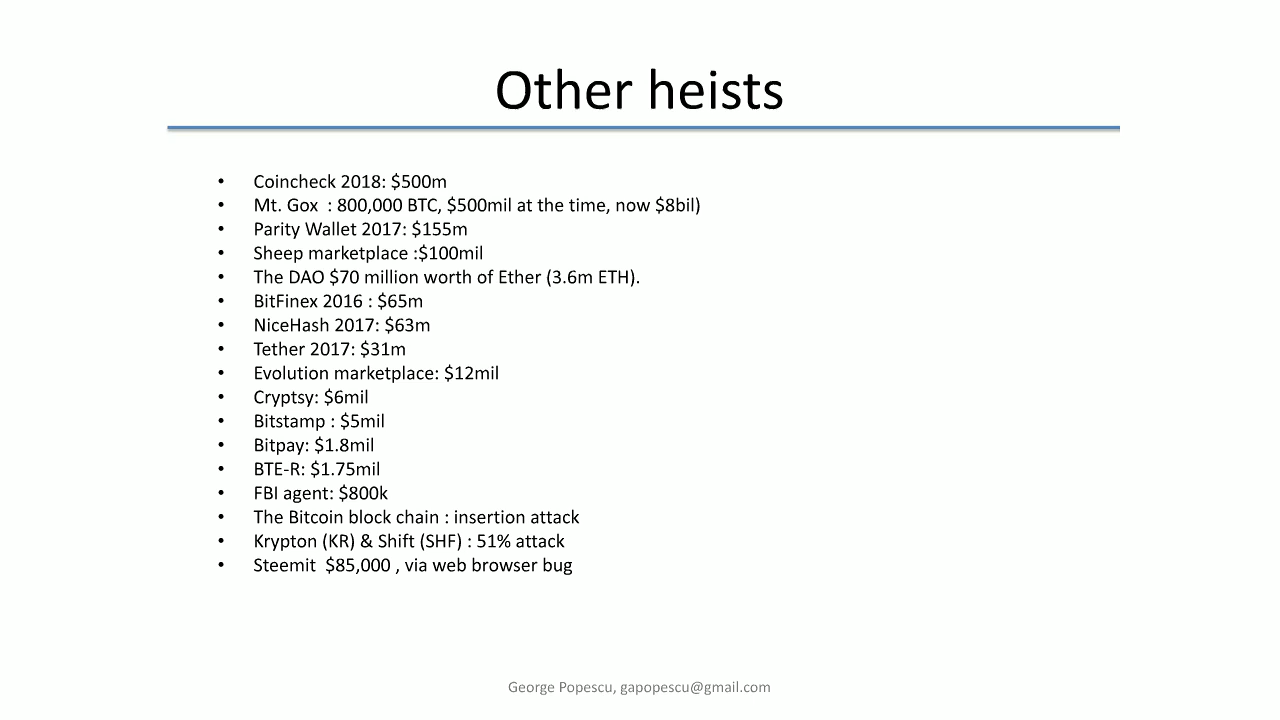 Other heists
• Coincheck 2018: $500m
• Mt. Gox  : 800,000 BTC, $500mil at the time, now $8bil)
• Parity Wallet 2017: $155m
• Sheep marketplace :$100mil
• The DAO $70 million worth of Ether (3.6m ETH).
• BitFinex 2016 : $65m
• NiceHash 2017: $63m
• Tether 2017: $31m
• Evolution marketplace: $12mil
• Cryptsy: $6mil
• Bitstamp : $5mil
• Bitpay: $1.8mil
• BTE-R: $1.75mil
• FBI agent: $800k
• The Bitcoin block chain : insertion attack
• Krypton (KR) & Shift (SHF) : 51% attack
• Steemit  $85,000 , via web browser bug
George Popescu, gapopescu@gmail.com